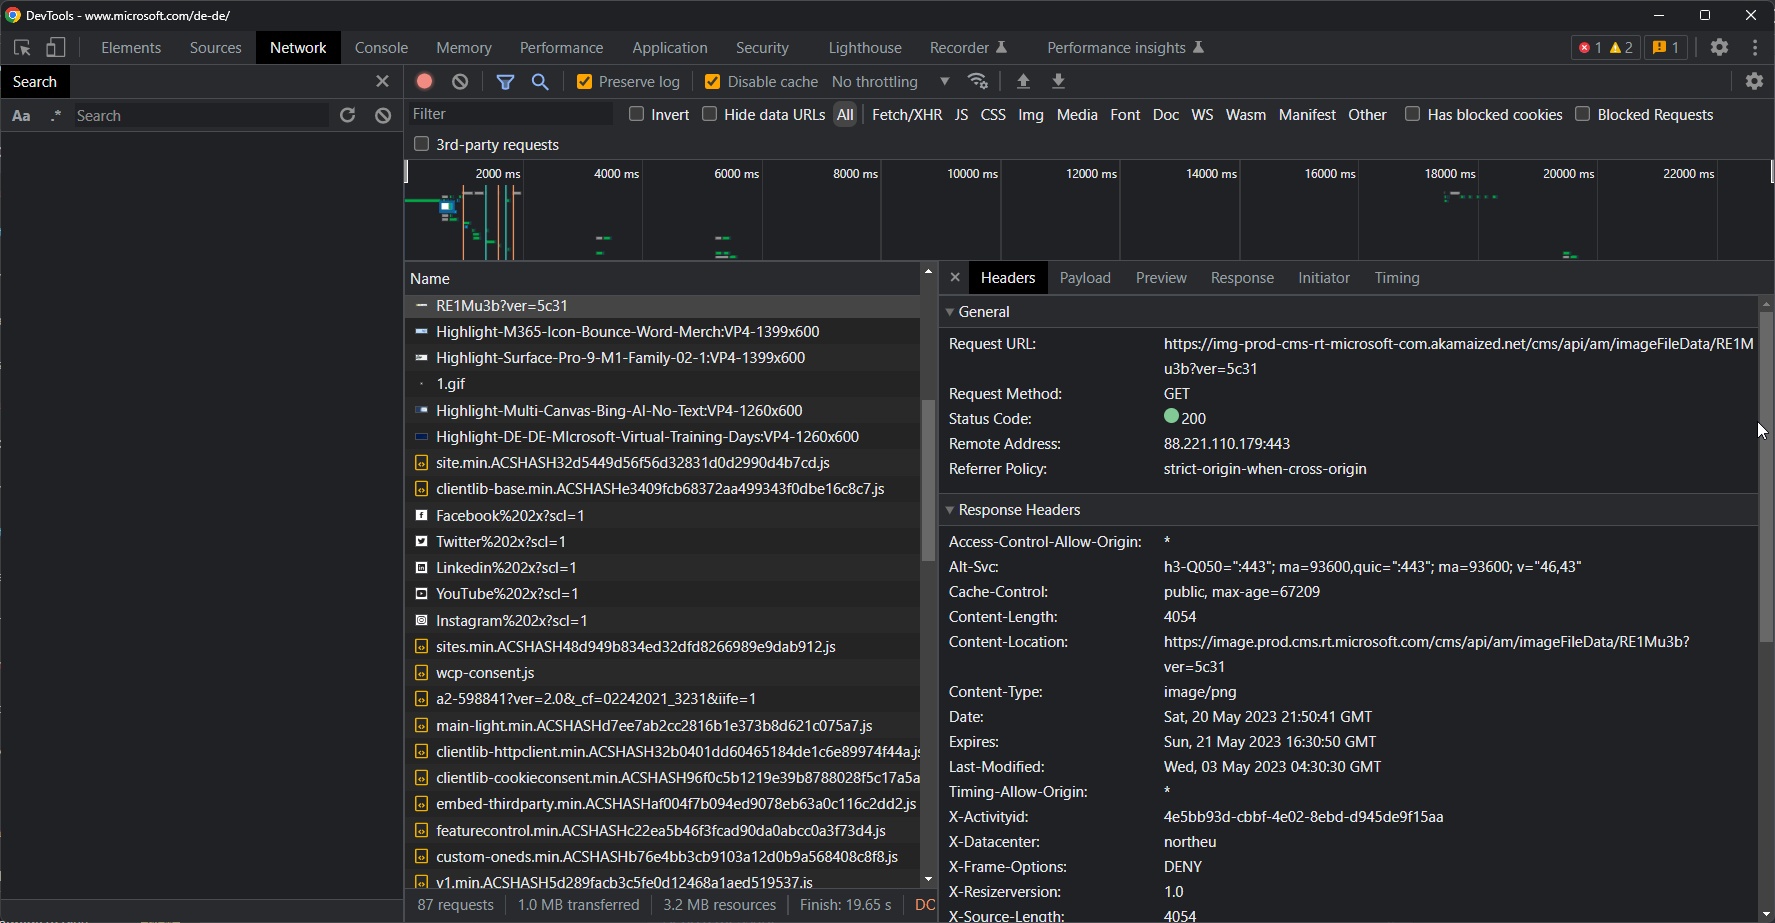 DevTools - www.microsoft.com/de-de/
Elements Sources Network Console Memory Performance Application Security Lighthouse Recorder Performance insights 1 2 1
Search
Preserve log Disable cache No throttling
Aa .* Search
Filter Invert Hide data URLs All Fetch/XHR JS CSS Img Media Font Doc WS Wasm Manifest Other Has blocked cookies Blocked Requests
3rd-party requests
2000 ms 4000 ms 6000 ms 8000 ms 10000 ms 12000 ms 14000 ms 16000 ms 18000 ms 20000 ms 22000 ms
Name
RE1Mu3b?ver=5c31
Highlight-M365-Icon-Bounce-Word-Merch:VP4-1399x600
Highlight-Surface-Pro-9-M1-Family-02-1:VP4-1399x600
1.gif
Highlight-Multi-Canvas-Bing-AI-No-Text:VP4-1260x600
Highlight-DE-DE-MIcrosoft-Virtual-Training-Days:VP4-1260x600
site.min.ACSHASH32d5449d56f56d32831d0d2990d4b7cd.js
clientlib-base.min.ACSHASHe3409fcb68372aa499343f0dbe16c8c7.js
Facebook%202x?scl=1
Twitter%202x?scl=1
Linkedin%202x?scl=1
YouTube%202x?scl=1
Instagram%202x?scl=1
sites.min.ACSHASH48d949b834ed32dfd8266989e9dab912.js
wcp-consent.js
a2-598841?ver=2.0&_cf=02242021_3231&iife=1
main-light.min.ACSHASHd7ee7ab2cc2816b1e373b8d621c075a7.js
clientlib-httpclient.min.ACSHASH32b0401dd60465184de1c6e89974f44a.js
clientlib-cookieconsent.min.ACSHASH96f0c5b1219e39b8788028f5c17a5a
embed-thirdparty.min.ACSHASHaf004f7b094ed9078eb63a0c116c2dd2.js
featurecontrol.min.ACSHASHc22ea5b46f3fcad90da0abcc0a3f73d4.js
custom-oneds.min.ACSHASHb76e4bb3cb9103a12d0b9a568408c8f8.js
v1.min.ACSHASH5d289facb3c5fe0d12468a1aed519537.js
87 requests 1.0 MB transferred 3.2 MB resources Finish: 19.65 s DC
Headers Payload Preview Response Initiator Timing
General
Request URL: https://img-prod-cms-rt-microsoft-com.akamaized.net/cms/api/am/imageFileData/RE1M
u3b?ver=5c31
Request Method: GET
Status Code: 200
Remote Address: 88.221.110.179:443
Referrer Policy: strict-origin-when-cross-origin
Response Headers
Access-Control-Allow-Origin: *
Alt-Svc: h3-Q050=":443"; ma=93600,quic=":443"; ma=93600; v="46,43"
Cache-Control: public, max-age=67209
Content-Length: 4054
Content-Location: https://image.prod.cms.rt.microsoft.com/cms/api/am/imageFileData/RE1Mu3b?
ver=5c31
Content-Type: image/png
Date: Sat, 20 May 2023 21:50:41 GMT
Expires: Sun, 21 May 2023 16:30:50 GMT
Last-Modified: Wed, 03 May 2023 04:30:30 GMT
Timing-Allow-Origin: *
X-Activityid: 4e5bb93d-cbbf-4e02-8ebd-d945de9f15aa
X-Datacenter: northeu
X-Frame-Options: DENY
X-Resizerversion: 1.0
X-Source-Length: 4054